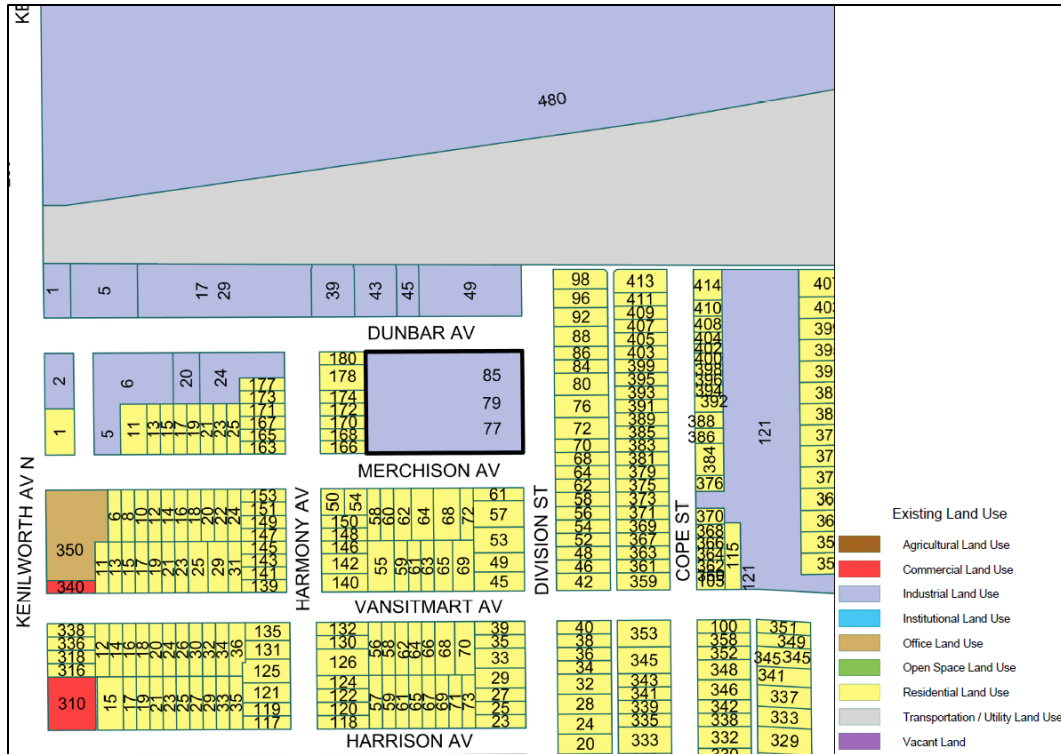 KE
480
1 5 17 29 39 43 45 49
DUNBAR AV
2 6 20 24 177 173 171 167 165 163
1 5 11 13 15 17 19 21 23 25
180 178 174 172 170 168 166
85
79
77
MERCHISON AV
KENILWORTH AV N
HARMONY AV
DIVISION ST
COPE ST
350 6 8 10 12 14 16 18 20 22 24 153 151 149 147 145 143 141 139
340 11 13 17 19 21 23 25 29 31
50 54 58 60 62 64 68 72 61
150 148 146 142 140 55 59 61 63 65 69 57 53 49 45
VANSITMART AV
338 336 318 316 12 14 16 18 20 24 26 30 32 34 36 135 131 125
310 15 17 19 21 23 25 27 29 33 35 121 119 117
132 130 126 124 122 120 118 56 58 62 64 66 68 70 39 35 33
57 59 61 65 67 69 71 73 29 27 25 23
HARRISON AV
98 96 92 88 86 84 80 76 72 70 68 64 62 58 56 54 52 48 46 42
413 411 409 407 405 403 399 395 393 391 389 385 383 381 379 375 373 371 369 367 363 361 359
414 410 408 404 402 400 398 396 394 392 388 386 384 376 370 368 366 364 362
115 105 121 121
40 38 36 34 32 28 24 20
353 345 343 341 339 335 333
100 358 352 348 346 342 338 332 330
351 349 345 345 341 337 333 329
407
Existing Land Use
Agricultural Land Use
Commercial Land Use
Industrial Land Use
Institutional Land Use
Office Land Use
Open Space Land Use
Residential Land Use
Transportation / Utility Land Use
Vacant Land